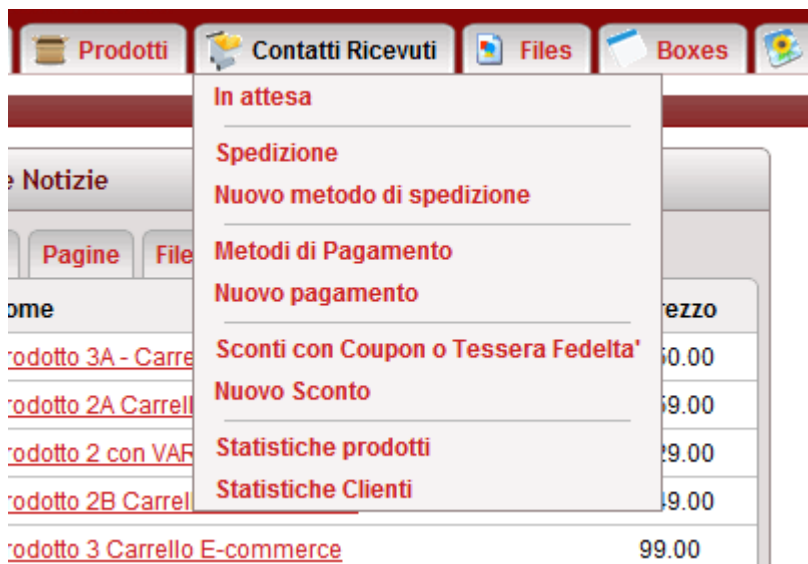 Prodotti Contatti Ricevuti Files Boxes
In attesa
Spedizione
Nuovo metodo di spedizione
Metodi di Pagamento
Nuovo pagamento
Sconti con Coupon o Tessera Fedelta'
Nuovo Sconto
Statistiche prodotti
Statistiche Clienti
e Notizie
Pagine File
ome ezzo
rodotto 3A - Carre 60.00
rodotto 2A Carrell 59.00
rodotto 2 con VAR 29.00
rodotto 2B Carrel 49.00
rodotto 3 Carrello E-commerce 99.00